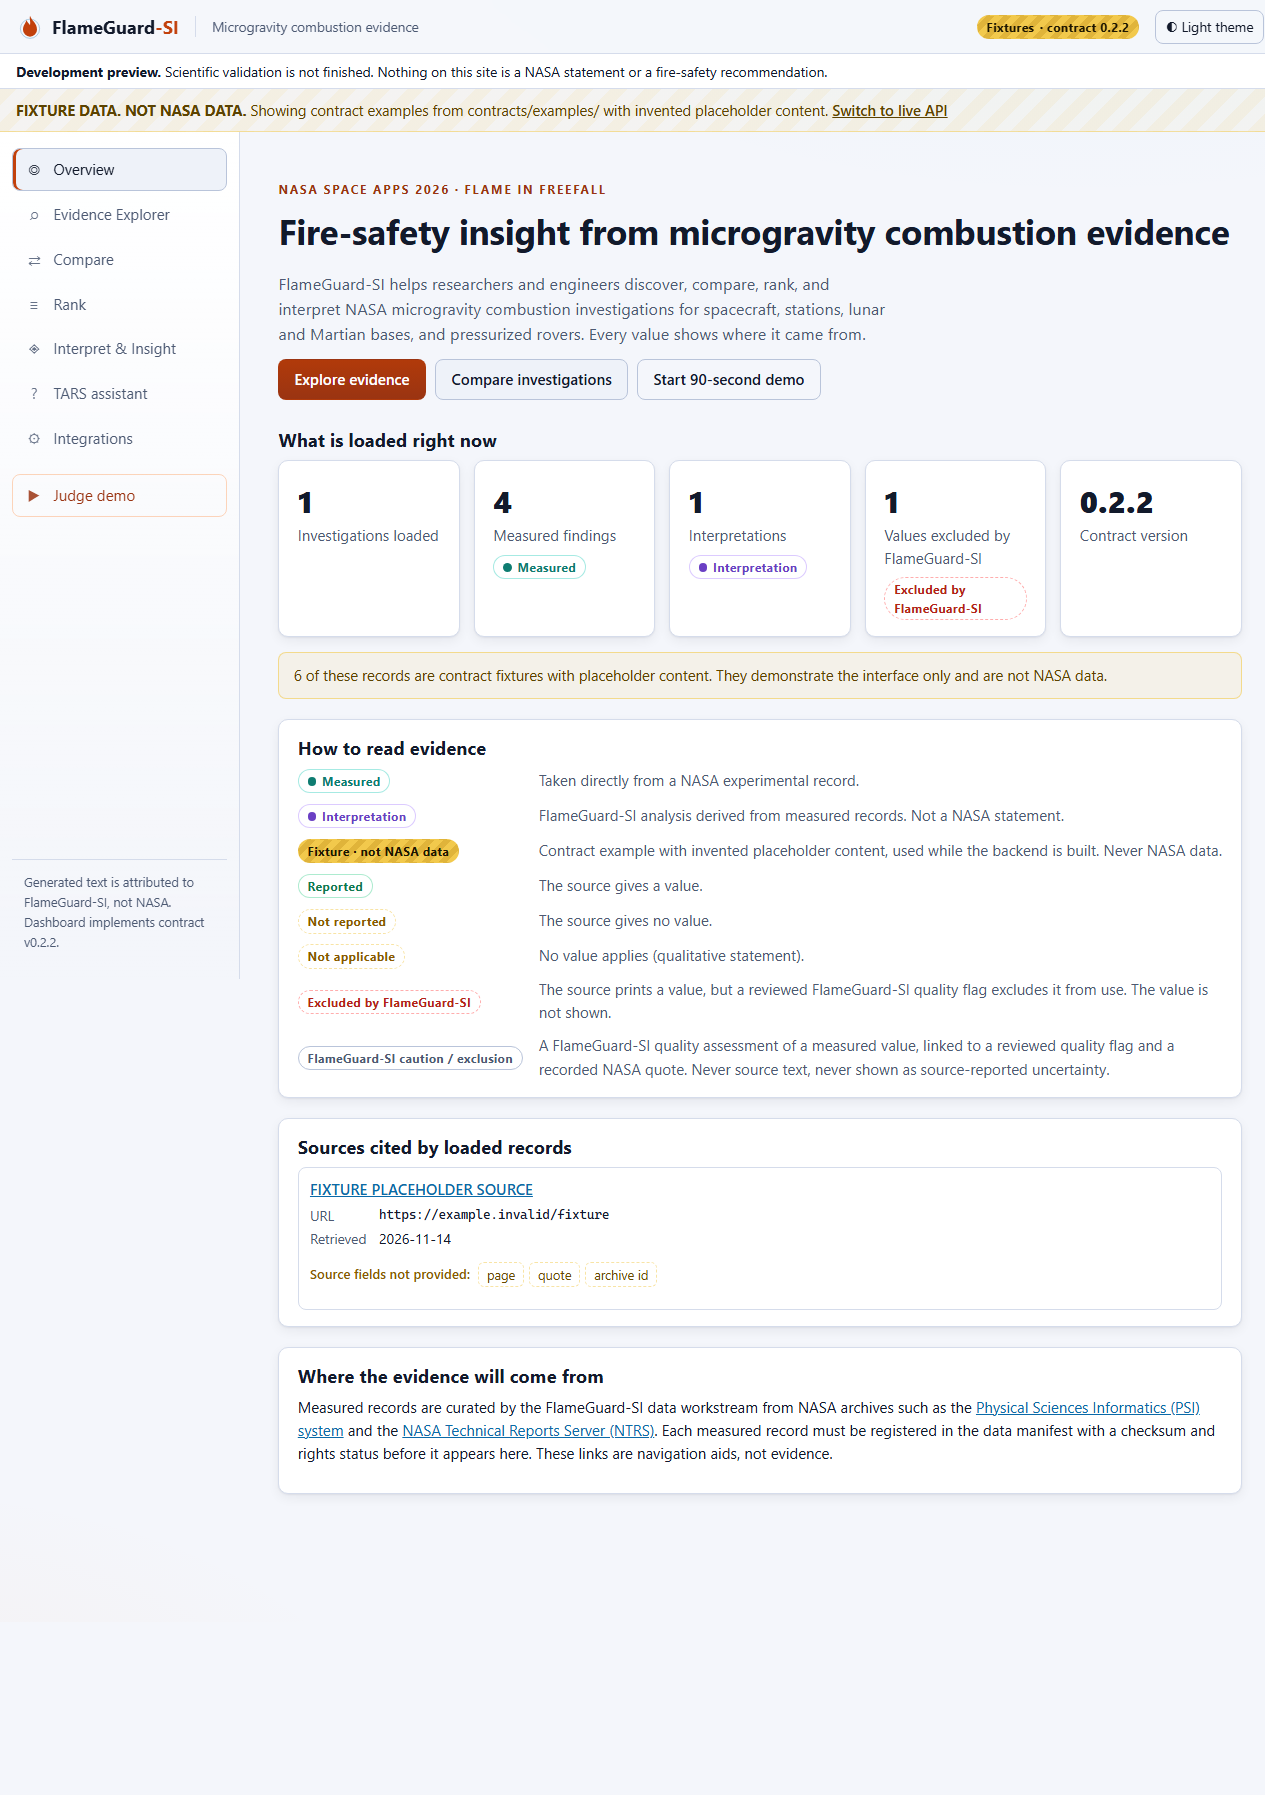 FlameGuard-SI
Microgravity combustion evidence
Fixtures · contract 0.2.2
Light theme
Development preview. Scientific validation is not finished. Nothing on this site is a NASA statement or a fire-safety recommendation.
FIXTURE DATA. NOT NASA DATA. Showing contract examples from contracts/examples/ with invented placeholder content. Switch to live API
Overview
Evidence Explorer
Compare
Rank
Interpret & Insight
? TARS assistant
Integrations
Judge demo
Generated text is attributed to
FlameGuard-SI, not NASA.
Dashboard implements contract
v0.2.2.
NASA SPACE APPS 2026 · FLAME IN FREEFALL
Fire-safety insight from microgravity combustion evidence
FlameGuard-SI helps researchers and engineers discover, compare, rank, and
interpret NASA microgravity combustion investigations for spacecraft, stations, lunar
and Martian bases, and pressurized rovers. Every value shows where it came from.
Explore evidence
Compare investigations
Start 90-second demo
What is loaded right now
1
Investigations loaded
4
Measured findings
Measured
1
Interpretations
Interpretation
1
Values excluded by
FlameGuard-SI
Excluded by
FlameGuard-SI
0.2.2
Contract version
6 of these records are contract fixtures with placeholder content. They demonstrate the interface only and are not NASA data.
How to read evidence
Measured
Taken directly from a NASA experimental record.
Interpretation
FlameGuard-SI analysis derived from measured records. Not a NASA statement.
Fixture · not NASA data
Contract example with invented placeholder content, used while the backend is built. Never NASA data.
Reported
The source gives a value.
Not reported
The source gives no value.
Not applicable
No value applies (qualitative statement).
Excluded by FlameGuard-SI
The source prints a value, but a reviewed FlameGuard-SI quality flag excludes it from use. The value is
not shown.
FlameGuard-SI caution / exclusion
A FlameGuard-SI quality assessment of a measured value, linked to a reviewed quality flag and a
recorded NASA quote. Never source text, never shown as source-reported uncertainty.
Sources cited by loaded records
FIXTURE PLACEHOLDER SOURCE
URL https://example.invalid/fixture
Retrieved 2026-11-14
Source fields not provided: page quote archive id
Where the evidence will come from
Measured records are curated by the FlameGuard-SI data workstream from NASA archives such as the Physical Sciences Informatics (PSI)
system and the NASA Technical Reports Server (NTRS). Each measured record must be registered in the data manifest with a checksum and
rights status before it appears here. These links are navigation aids, not evidence.